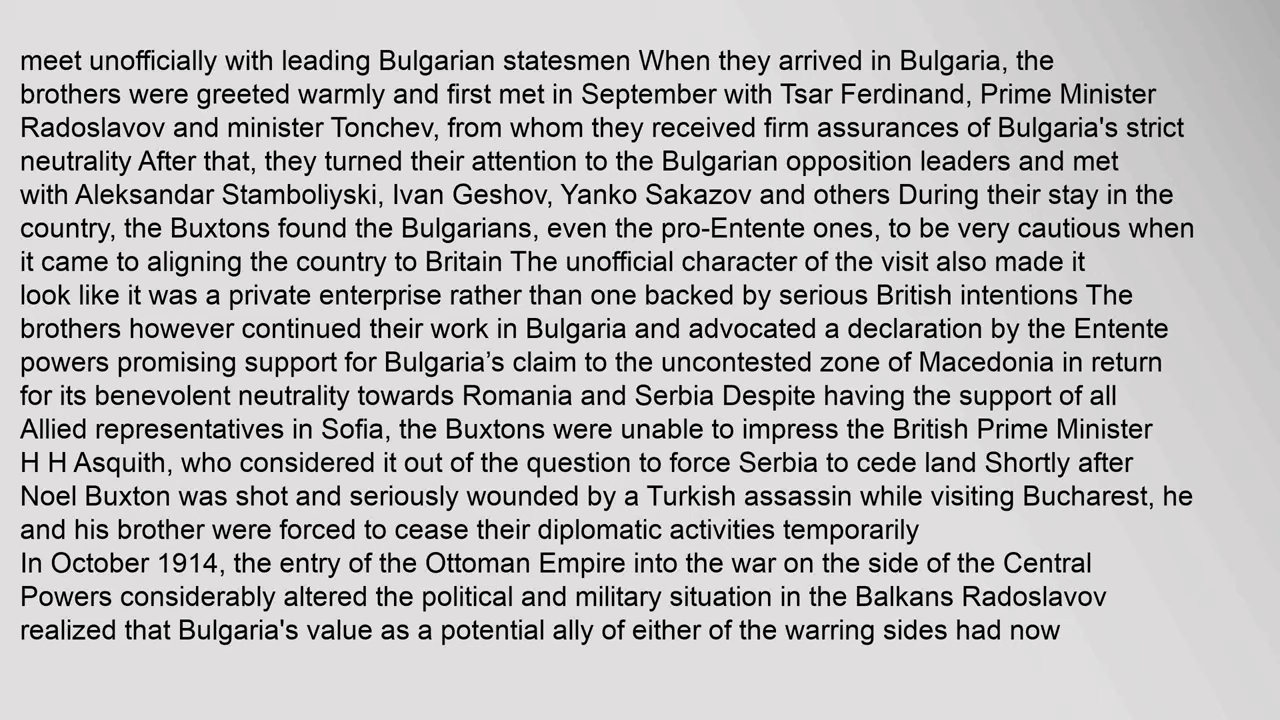 meet unofficially with leading Bulgarian statesmen When they arrived in Bulgaria, the
brothers were greeted warmly and first met in September with Tsar Ferdinand, Prime Minister
Radoslavov and minister Tonchev, from whom they received firm assurances of Bulgaria's strict
neutrality After that, they turned their attention to the Bulgarian opposition leaders and met
with Aleksandar Stamboliyski, Ivan Geshov, Yanko Sakazov and others During their stay in the
country, the Buxtons found the Bulgarians, even the pro-Entente ones, to be very cautious when
it came to aligning the country to Britain The unofficial character of the visit also made it
look like it was a private enterprise rather than one backed by serious British intentions The
brothers however continued their work in Bulgaria and advocated a declaration by the Entente
powers promising support for Bulgaria’s claim to the uncontested zone of Macedonia in return
for its benevolent neutrality towards Romania and Serbia Despite having the support of all
Allied representatives in Sofia, the Buxtons were unable to impress the British Prime Minister
H H Asquith, who considered it out of the question to force Serbia to cede land Shortly after
Noel Buxton was shot and seriously wounded by a Turkish assassin while visiting Bucharest, he
and his brother were forced to cease their diplomatic activities temporarily
In October 1914, the entry of the Ottoman Empire into the war on the side of the Central
Powers considerably altered the political and military situation in the Balkans Radoslavov
realized that Bulgaria's value as a potential ally of either of the warring sides had now